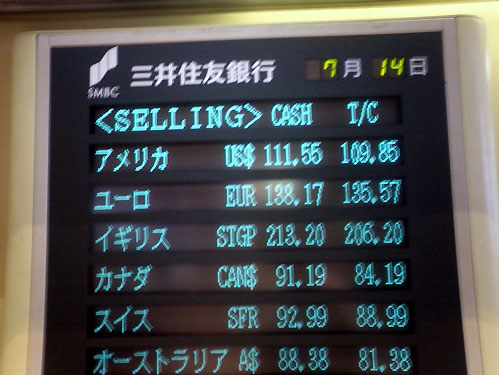 SMBC 三井住友銀行 7月 14日
<SELLING> CASH T/C
アメリカ US$ 111.55 109.85
ユーロ EUR 138.17 135.57
イギリス STGP 213.20 206.20
カナダ CAN$ 91.19 84.19
スイス SFR 92.99 88.99
オーストラリア A$ 88.38 81.38